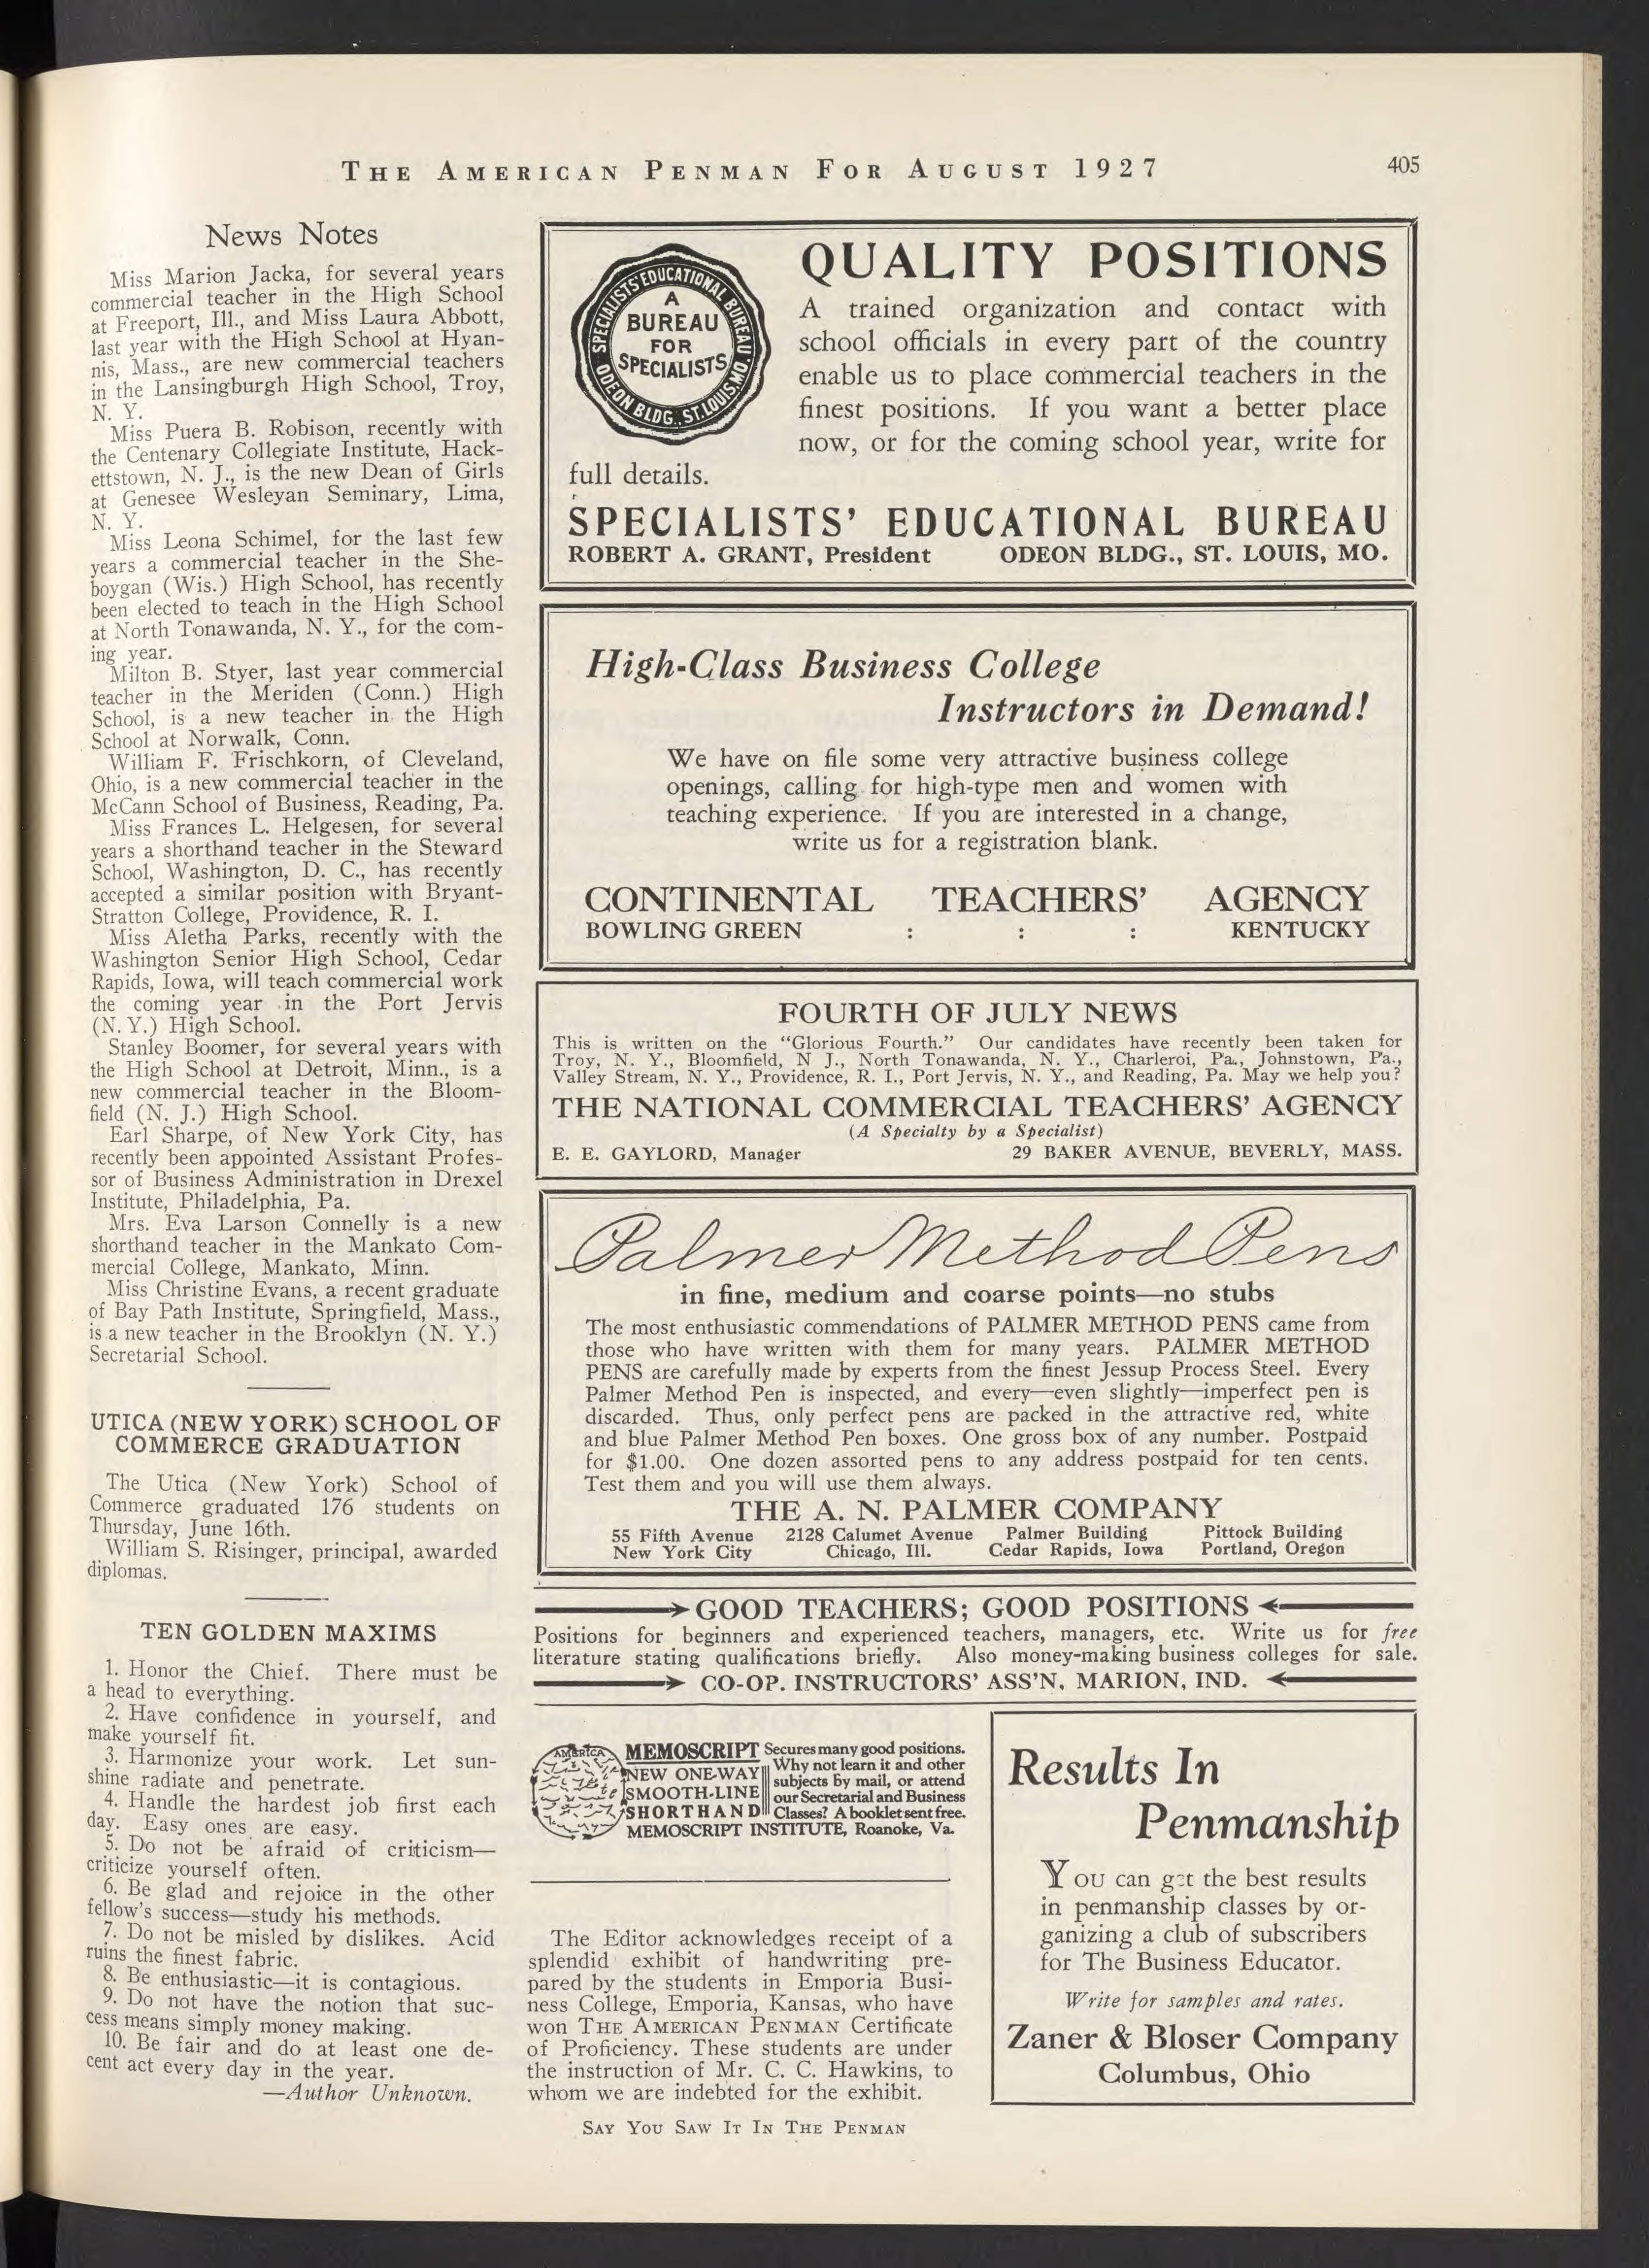 THE AMERICAN PENMAN FOR AUGUST 1927
405
News Notes
Miss Marion Jacka, for several years
commercial teacher in the High School
at Freeport, Ill., and Miss Laura Abbott,
last year with the High School at Hyan-
nis, Mass., are new commercial teachers
in the Lansingburgh High School, Troy,
N. Y.
Miss Puera B. Robison, recently with
the Centenary Collegiate Institute, Hack-
ettstown, N. J., is the new Dean of Girls
at Genesee Wesleyan Seminary, Lima,
N. Y.
Miss Leona Schimel, for the last few
years a commercial teacher in the She-
boygan (Wis.) High School, has recently
been elected to teach in the High School
at North Tonawanda, N. Y., for the com-
ing year.
Milton B. Styer, last year commercial
teacher in the Meriden (Conn.) High
School, is a new teacher in the High
School at Norwalk, Conn.
William F. Frischkorn, of Cleveland,
Ohio, is a new commercial teacher in the
McCann School of Business, Reading, Pa.
Miss Frances L. Helgesen, for several
years a shorthand teacher in the Steward
School, Washington, D. C., has recently
accepted a similar position with Bryant-
Stratton College, Providence, R. I.
Miss Aletha Parks, recently with the
Washington Senior High School, Cedar
Rapids, Iowa, will teach commercial work
the coming year in the Port Jervis
(N. Y.) High School.
Stanley Boomer, for several years with
the High School at Detroit, Minn., is a
new commercial teacher in the Bloom-
field (N. J.) High School.
Earl Sharpe, of New York City, has
recently been appointed Assistant Profes-
sor of Business Administration in Drexel
Institute, Philadelphia, Pa.
Mrs. Eva Larson Connelly is a new
shorthand teacher in the Mankato Com-
mercial College, Mankato, Minn.
Miss Christine Evans, a recent graduate
of Bay Path Institute, Springfield, Mass.,
is a new teacher in the Brooklyn (N. Y.)
Secretarial School.
UTICA (NEW YORK) SCHOOL OF
COMMERCE GRADUATION
The Utica (New York) School of
Commerce graduated 176 students on
Thursday, June 16th.
William S. Risinger, principal, awarded
diplomas.
TEN GOLDEN MAXIMS
1. Honor the Chief. There must be
a head to everything.
2. Have confidence in yourself, and
make yourself fit.
3. Harmonize your work. Let sun-
shine radiate and penetrate.
4. Handle the hardest job first each
day. Easy ones are easy.
5. Do not be afraid of criticism—
criticize yourself often.
6. Be glad and rejoice in the other
fellow's success—study his methods.
7. Do not be misled by dislikes. Acid
ruins the finest fabric.
8. Be enthusiastic—it is contagious.
9. Do not have the notion that suc-
cess means simply money making.
10. Be fair and do at least one de-
cent act every day in the year.
—Author Unknown.
SPECIALISTS' EDUCATIONAL BUREAU
ODEON BLDG., ST. LOUIS, MO.
A
BUREAU
FOR
SPECIALISTS
QUALITY POSITIONS
A trained organization and contact with
school officials in every part of the country
enable us to place commercial teachers in the
finest positions. If you want a better place
now, or for the coming school year, write for
full details.
SPECIALISTS' EDUCATIONAL BUREAU
ROBERT A. GRANT, President ODEON BLDG., ST. LOUIS, MO.
High-Class Business College
Instructors in Demand!
We have on file some very attractive business college
openings, calling for high-type men and women with
teaching experience. If you are interested in a change,
write us for a registration blank.
CONTINENTAL TEACHERS' AGENCY
BOWLING GREEN : : : KENTUCKY
FOURTH OF JULY NEWS
This is written on the "Glorious Fourth." Our candidates have recently been taken for
Troy, N. Y., Bloomfield, N J., North Tonawanda, N. Y., Charleroi, Pa., Johnstown, Pa.,
Valley Stream, N. Y., Providence, R. I., Port Jervis, N. Y., and Reading, Pa. May we help you?
THE NATIONAL COMMERCIAL TEACHERS' AGENCY
(A Specialty by a Specialist)
E. E. GAYLORD, Manager 29 BAKER AVENUE, BEVERLY, MASS.
Palmer Method Pens
in fine, medium and coarse points—no stubs
The most enthusiastic commendations of PALMER METHOD PENS came from
those who have written with them for many years. PALMER METHOD
PENS are carefully made by experts from the finest Jessup Process Steel. Every
Palmer Method Pen is inspected, and every—even slightly—imperfect pen is
discarded. Thus, only perfect pens are packed in the attractive red, white
and blue Palmer Method Pen boxes. One gross box of any number. Postpaid
for $1.00. One dozen assorted pens to any address postpaid for ten cents.
Test them and you will use them always.
THE A. N. PALMER COMPANY
55 Fifth Avenue 2128 Calumet Avenue Palmer Building Pittock Building
New York City Chicago, Ill. Cedar Rapids, Iowa Portland, Oregon
GOOD TEACHERS; GOOD POSITIONS
Positions for beginners and experienced teachers, managers, etc. Write us for free
literature stating qualifications briefly. Also money-making business colleges for sale.
CO-OP. INSTRUCTORS' ASS'N, MARION, IND.
AMERICA
MEMOSCRIPT Secures many good positions.
NEW ONE-WAY Why not learn it and other
SMOOTH-LINE subjects by mail, or attend
our Secretarial and Business
SHORTHAND Classes? A booklet sent free.
MEMOSCRIPT INSTITUTE, Roanoke, Va.
The Editor acknowledges receipt of a
splendid exhibit of handwriting pre-
pared by the students in Emporia Busi-
ness College, Emporia, Kansas, who have
won THE AMERICAN PENMAN Certificate
of Proficiency. These students are under
the instruction of Mr. C. C. Hawkins, to
whom we are indebted for the exhibit.
Results In
Penmanship
YOU can get the best results
in penmanship classes by or-
ganizing a club of subscribers
for The Business Educator.
Write for samples and rates.
Zaner & Bloser Company
Columbus, Ohio
SAY YOU SAW IT IN THE PENMAN